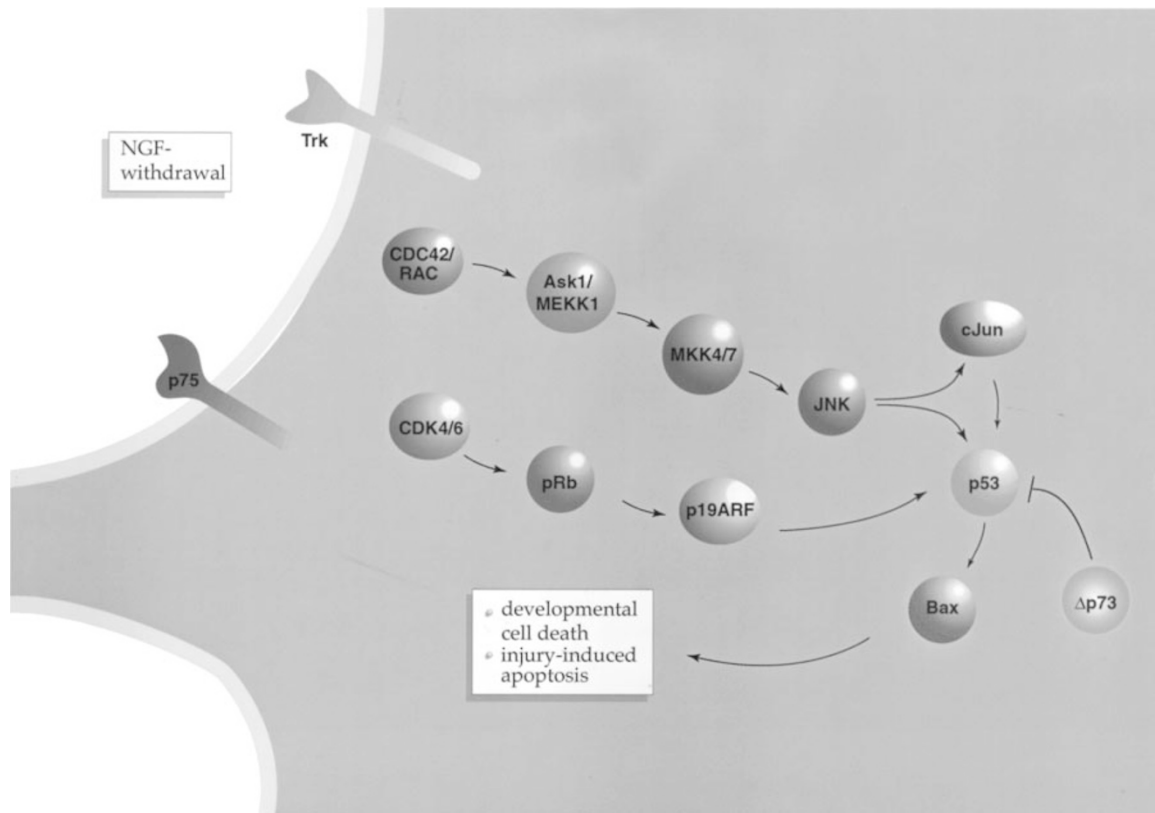 Trk
NGF-
withdrawal
CDC42/
RAC
Ask1/
MEKK1
cJun
MKK4/7
p75
JNK
CDK4/6
pRb
p53
p19ARF
Bax
Δp73
developmental
cell death
injury-induced
apoptosis